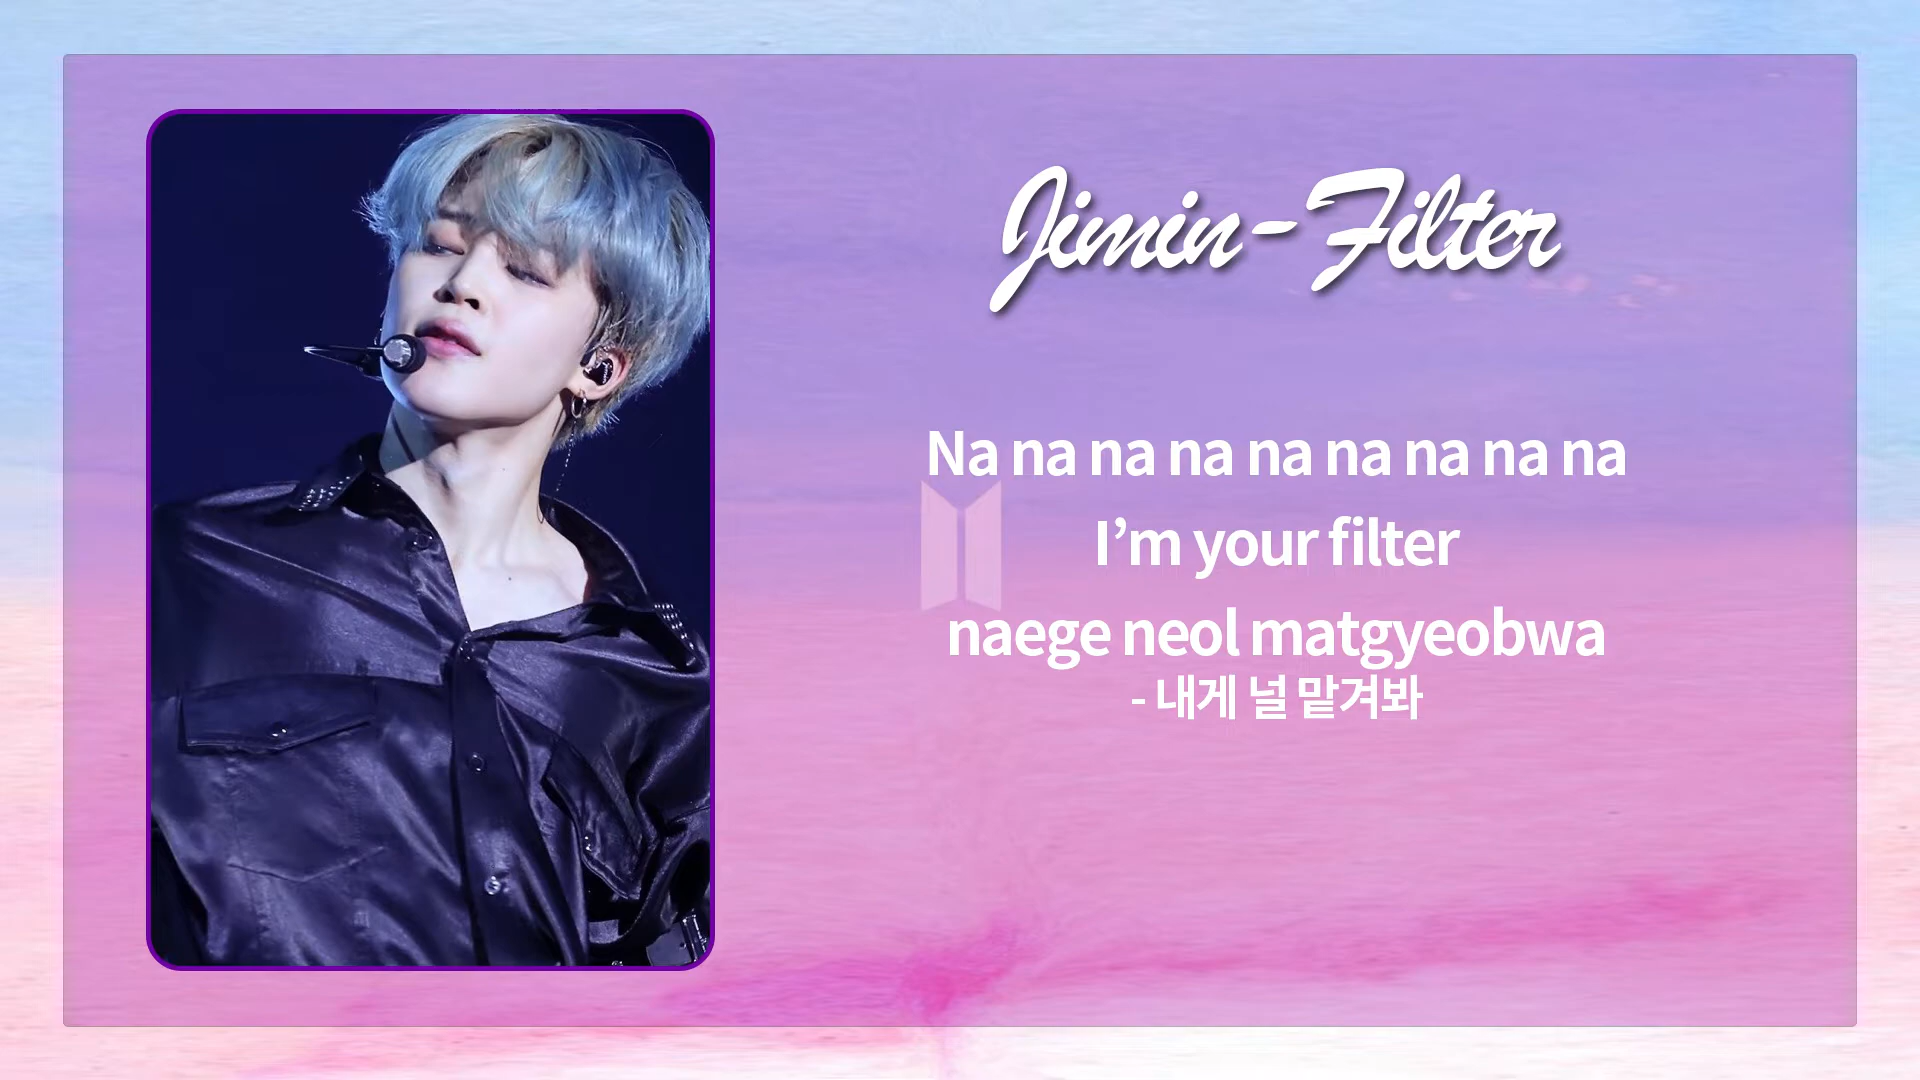 Jimin-Filter
Na na na na na na na na na
I’m your filter
naege neol matgyeobwa
- 내게 널 맡겨봐